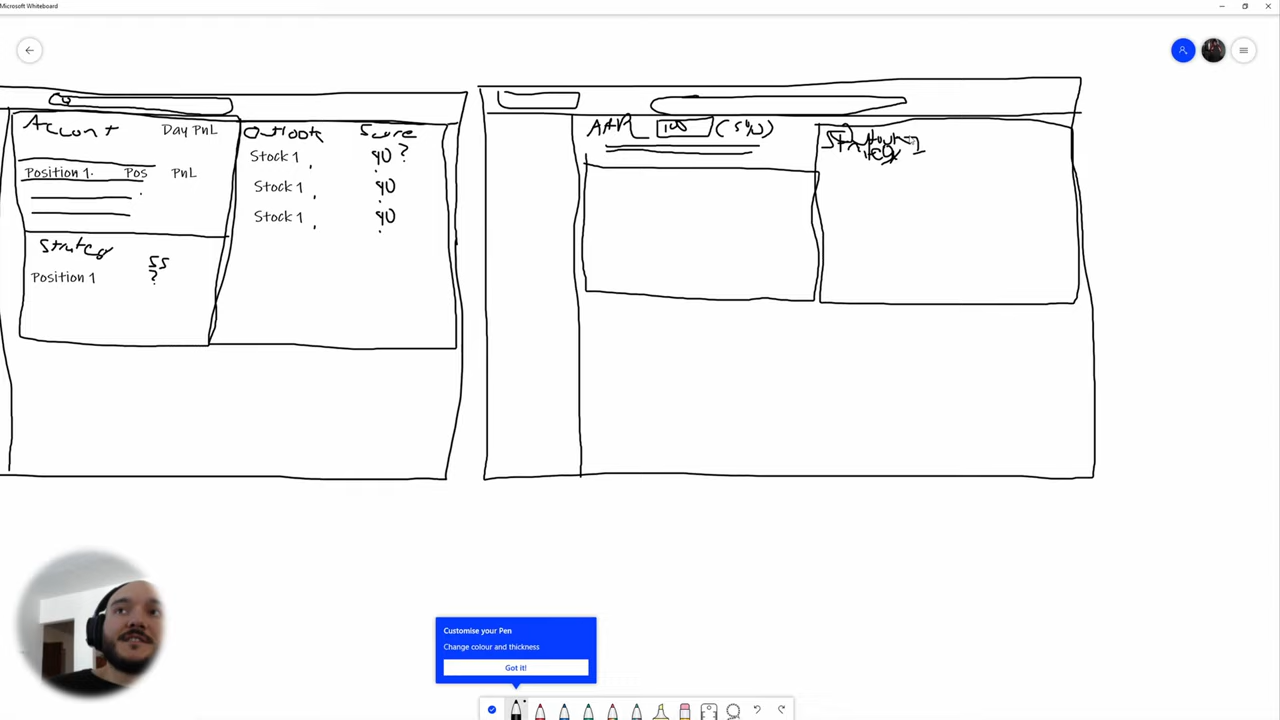 Microsoft Whiteboard
Account Day PnL
Position 1. Pos PnL
Strategy
Position 1 55
?
Outlook Score
Stock 1 90 ?
Stock 1 90
Stock 1 90
AAPL 100 (540)
Customise your Pen
Change colour and thickness
Got it!